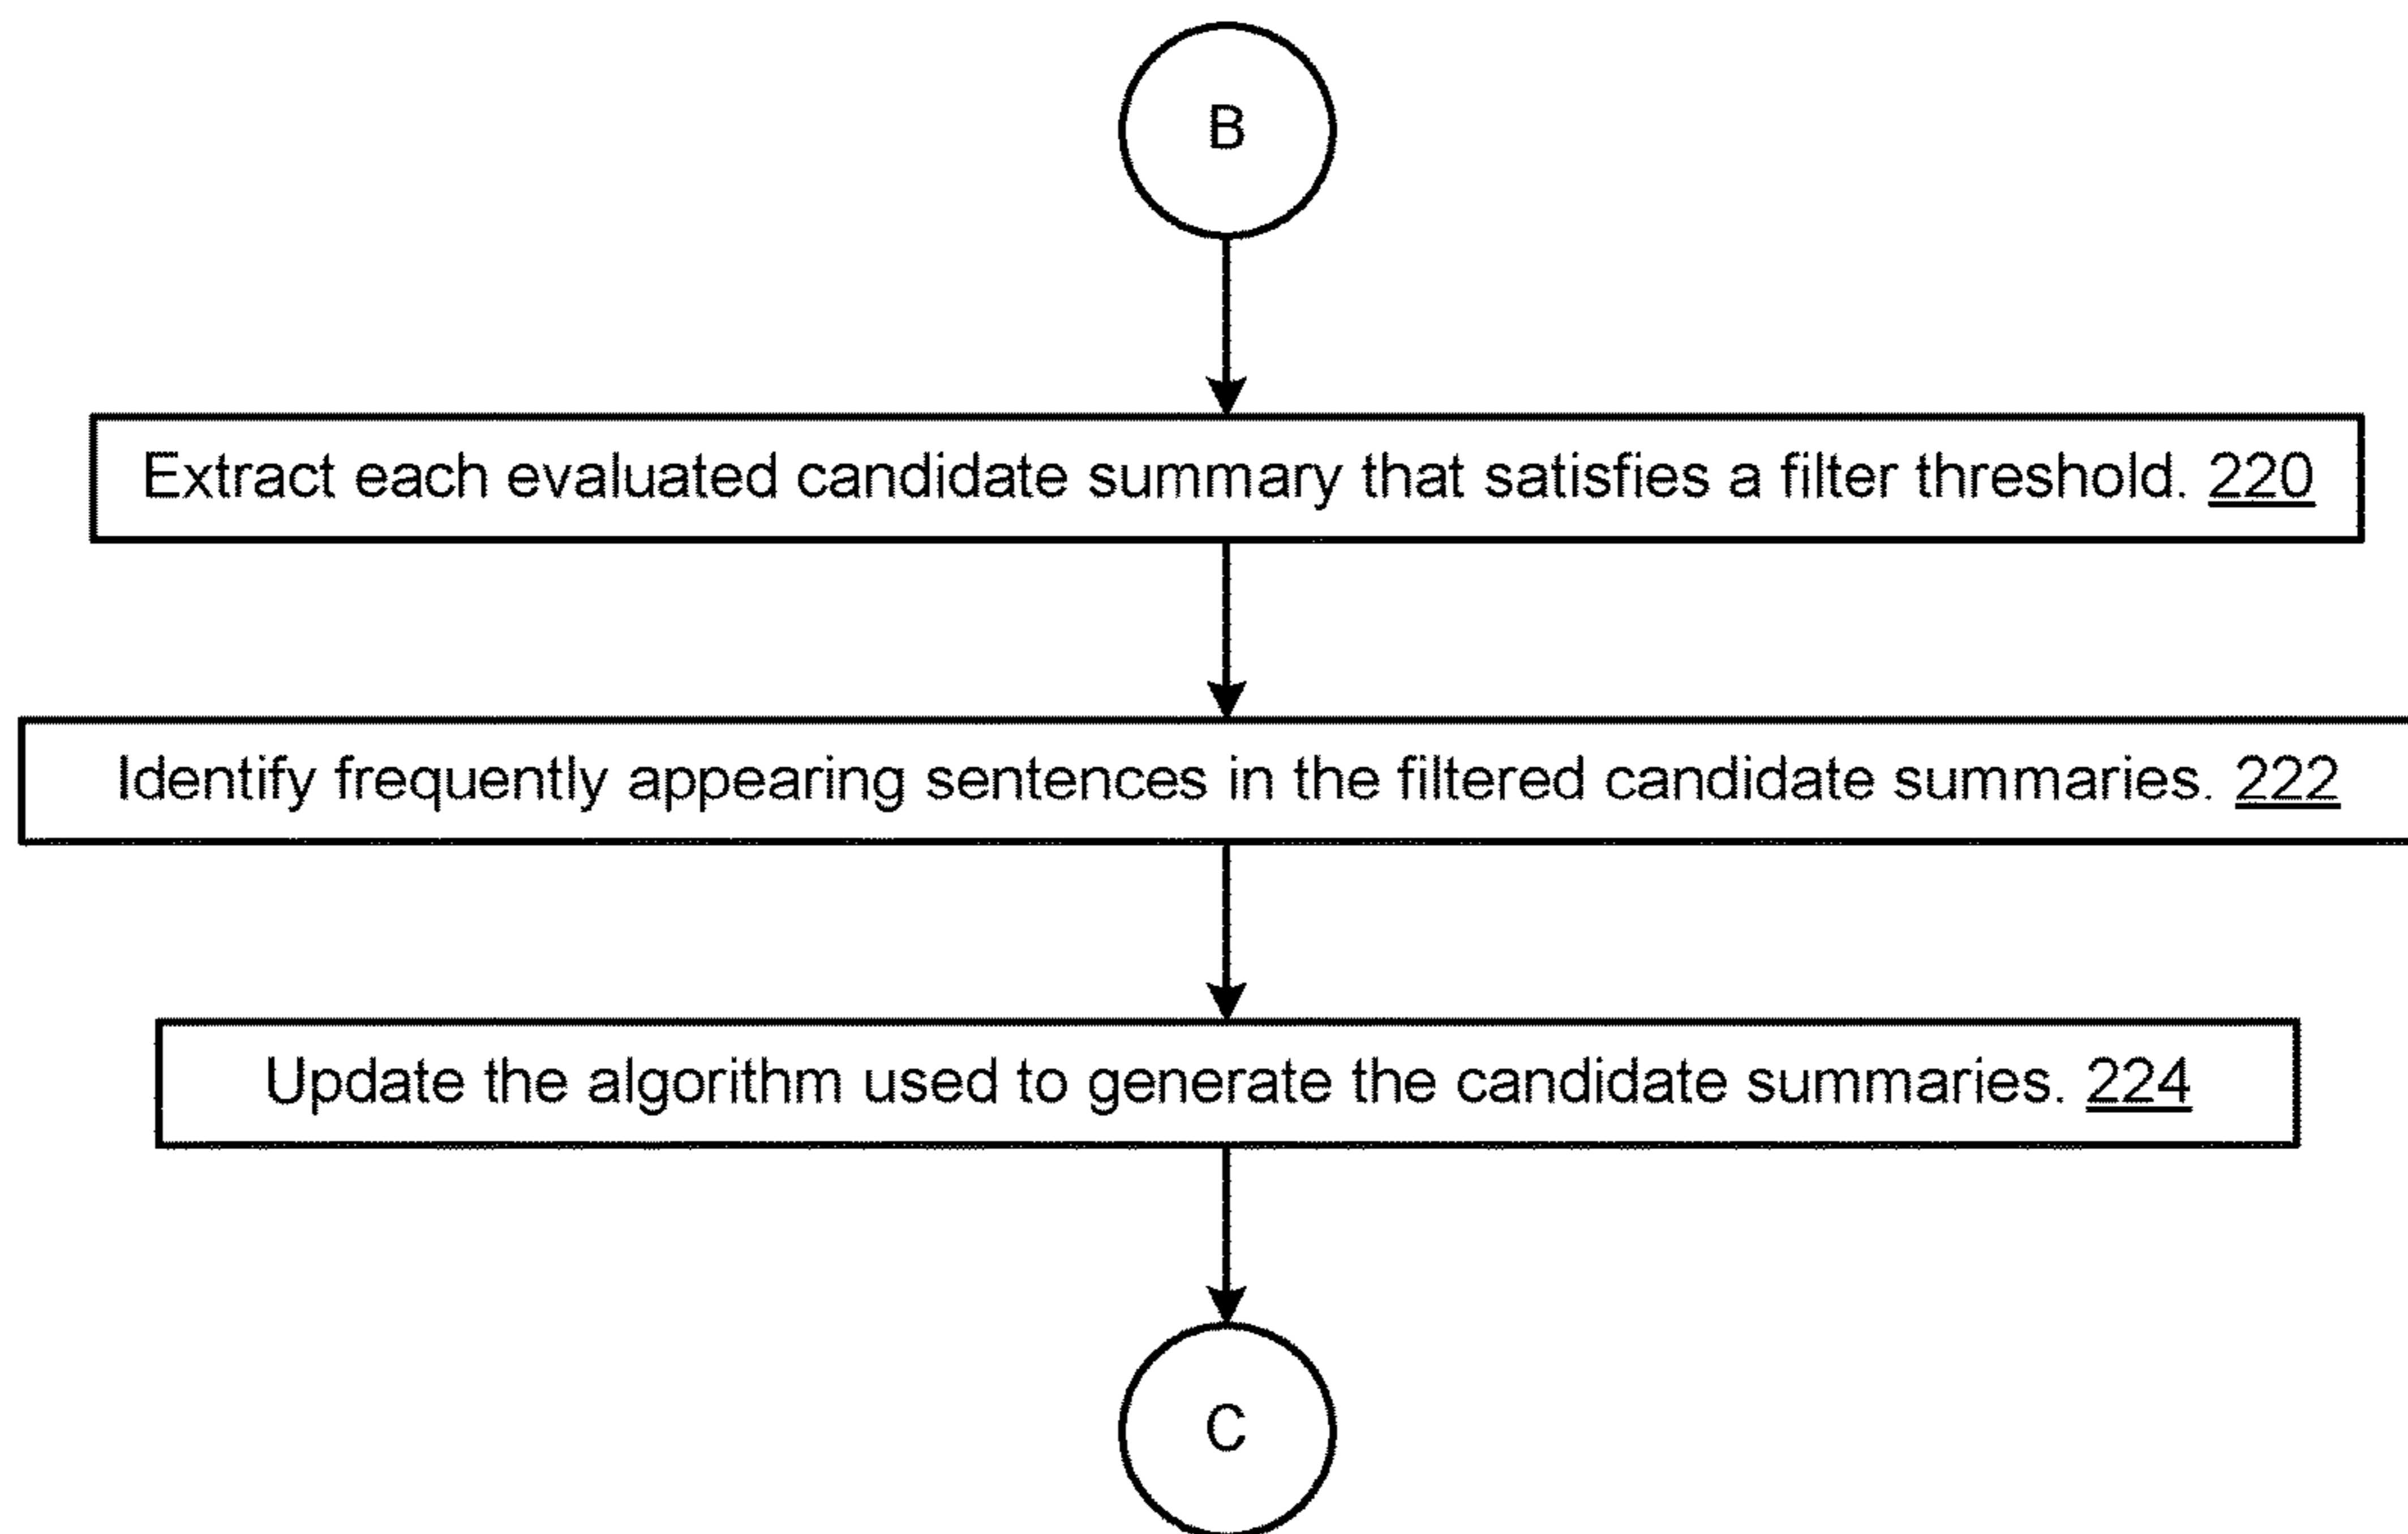 B
Extract each evaluated candidate summary that satisfies a filter threshold. 220
Identify frequently appearing sentences in the filtered candidate summaries. 222
Update the algorithm used to generate the candidate summaries. 224
C